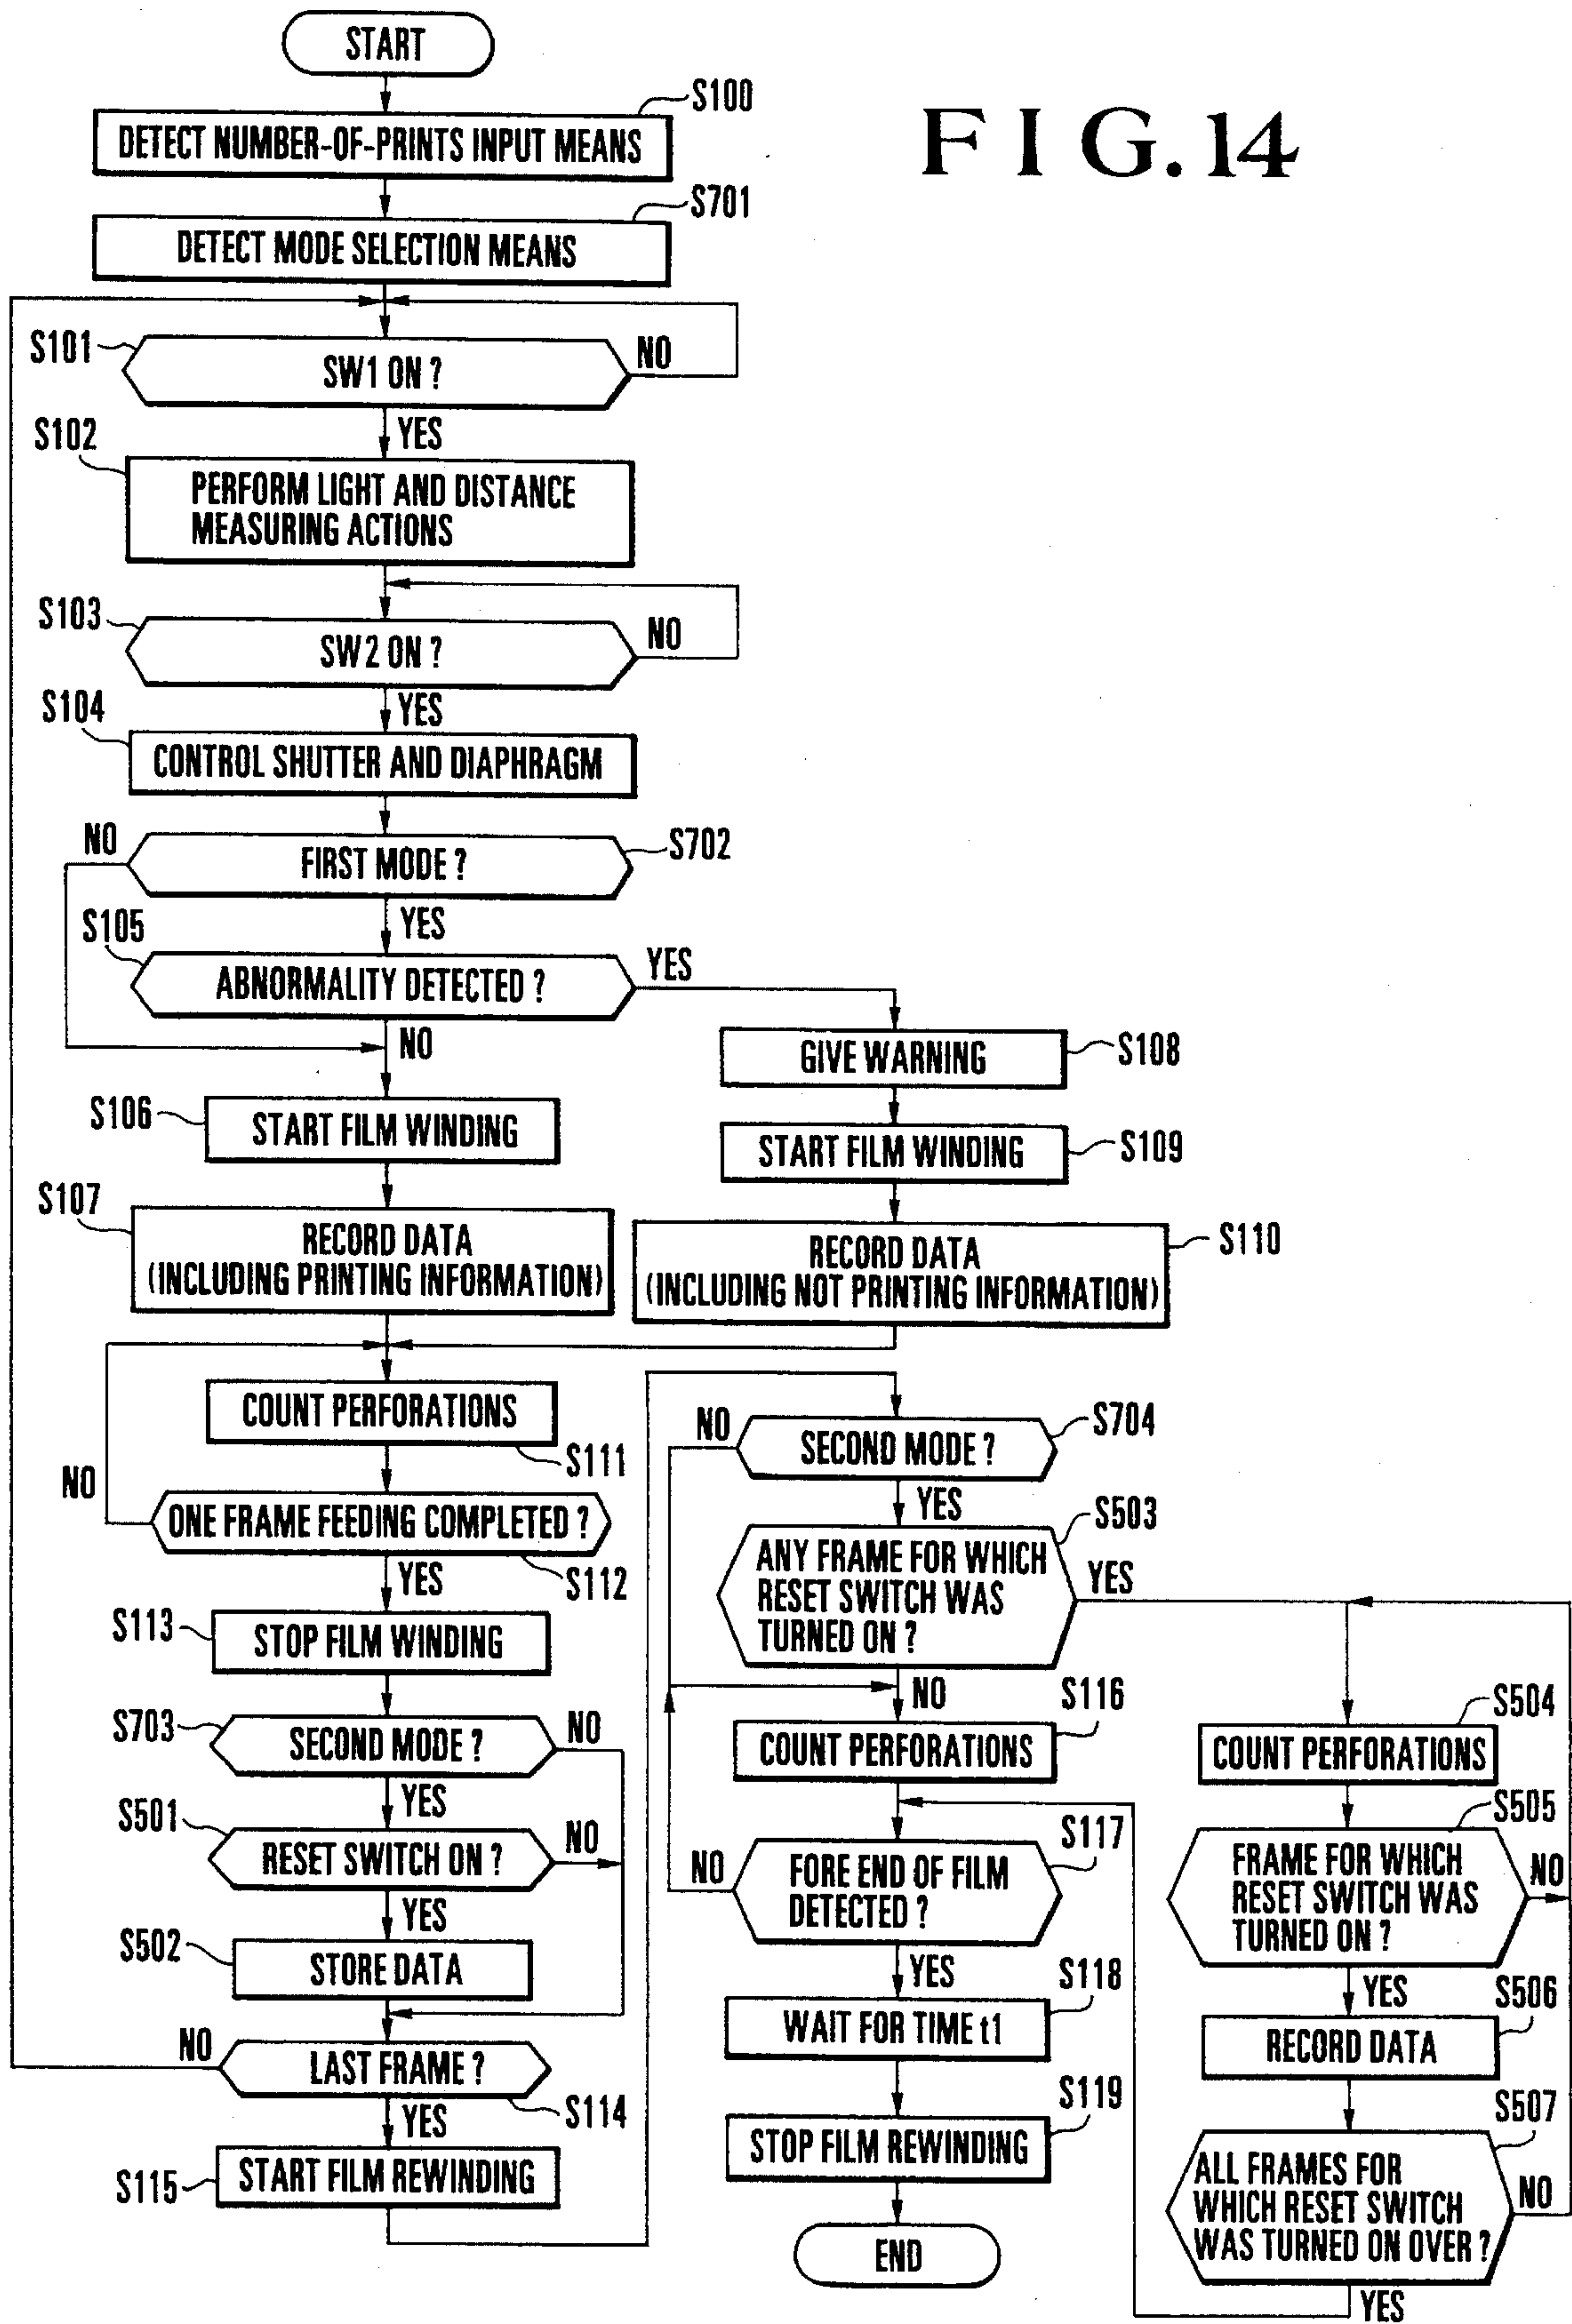 FIG.14
START
S100
DETECT NUMBER-OF-PRINTS INPUT MEANS
S701
DETECT MODE SELECTION MEANS
S101
SW1 ON ?
NO
YES
S102
PERFORM LIGHT AND DISTANCE
MEASURING ACTIONS
S103
SW2 ON ?
NO
YES
S104
CONTROL SHUTTER AND DIAPHRAGM
NO
FIRST MODE ?
S702
YES
S105
ABNORMALITY DETECTED ?
YES
NO
S106
START FILM WINDING
S107
RECORD DATA
(INCLUDING PRINTING INFORMATION)
GIVE WARNING
S108
START FILM WINDING
S109
RECORD DATA
(INCLUDING NOT PRINTING INFORMATION)
S110
COUNT PERFORATIONS
S111
NO
ONE FRAME FEEDING COMPLETED ?
S112
YES
S113
STOP FILM WINDING
S703
SECOND MODE ?
NO
YES
S501
RESET SWITCH ON ?
NO
YES
S502
STORE DATA
NO
LAST FRAME ?
S114
YES
S115
START FILM REWINDING
NO
SECOND MODE ?
S704
YES
S503
ANY FRAME FOR WHICH
RESET SWITCH WAS
TURNED ON ?
YES
NO
S116
COUNT PERFORATIONS
S117
NO
FORE END OF FILM
DETECTED ?
YES
S118
WAIT FOR TIME t1
S119
STOP FILM REWINDING
END
S504
COUNT PERFORATIONS
S505
FRAME FOR WHICH
RESET SWITCH WAS
TURNED ON ?
NO
YES
S506
RECORD DATA
S507
ALL FRAMES FOR
WHICH RESET SWITCH
WAS TURNED ON OVER ?
NO
YES